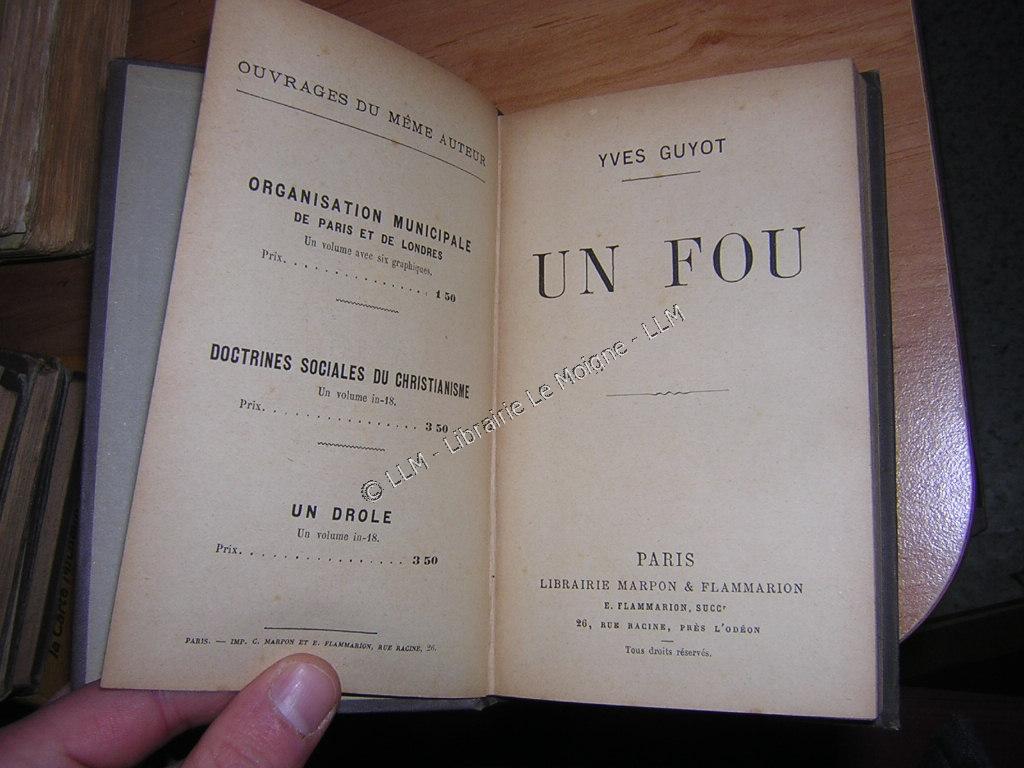 OUVRAGES DU MÊME AUTEUR
ORGANISATION MUNICIPALE
DE PARIS ET DE LONDRES
Un volume avec six graphiques.
Prix. . . . . . . . . . . . . . . 1 50
DOCTRINES SOCIALES DU CHRISTIANISME
Un volume in-18.
Prix. . . . . . . . . . . . . . . 3 50
UN DROLE
Un volume in-18.
Prix. . . . . . . . . . . . . . . 3 50
PARIS. — IMP. C. MARPON ET E. FLAMMARION, RUE RACINE, 26.
YVES GUYOT
UN FOU
PARIS
LIBRAIRIE MARPON & FLAMMARION
E. FLAMMARION, SUCCr
26, RUE RACINE, PRÈS L'ODÉON
Tous droits réservés.
© LLM - Librairie Le Moigne - LLM